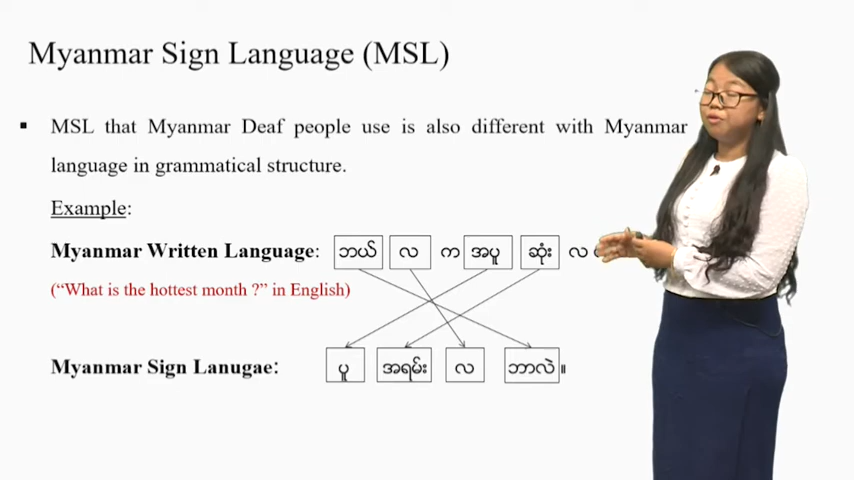 Myanmar Sign Language (MSL)
▪ MSL that Myanmar Deaf people use is also different with Myanmar
language in grammatical structure.
Example:
Myanmar Written Language: ဘယ် လ က အပူ ဆုံး လ
(“What is the hottest month ?” in English)
Myanmar Sign Lanugae: ပူ အရမ်း လ ဘာလဲ။